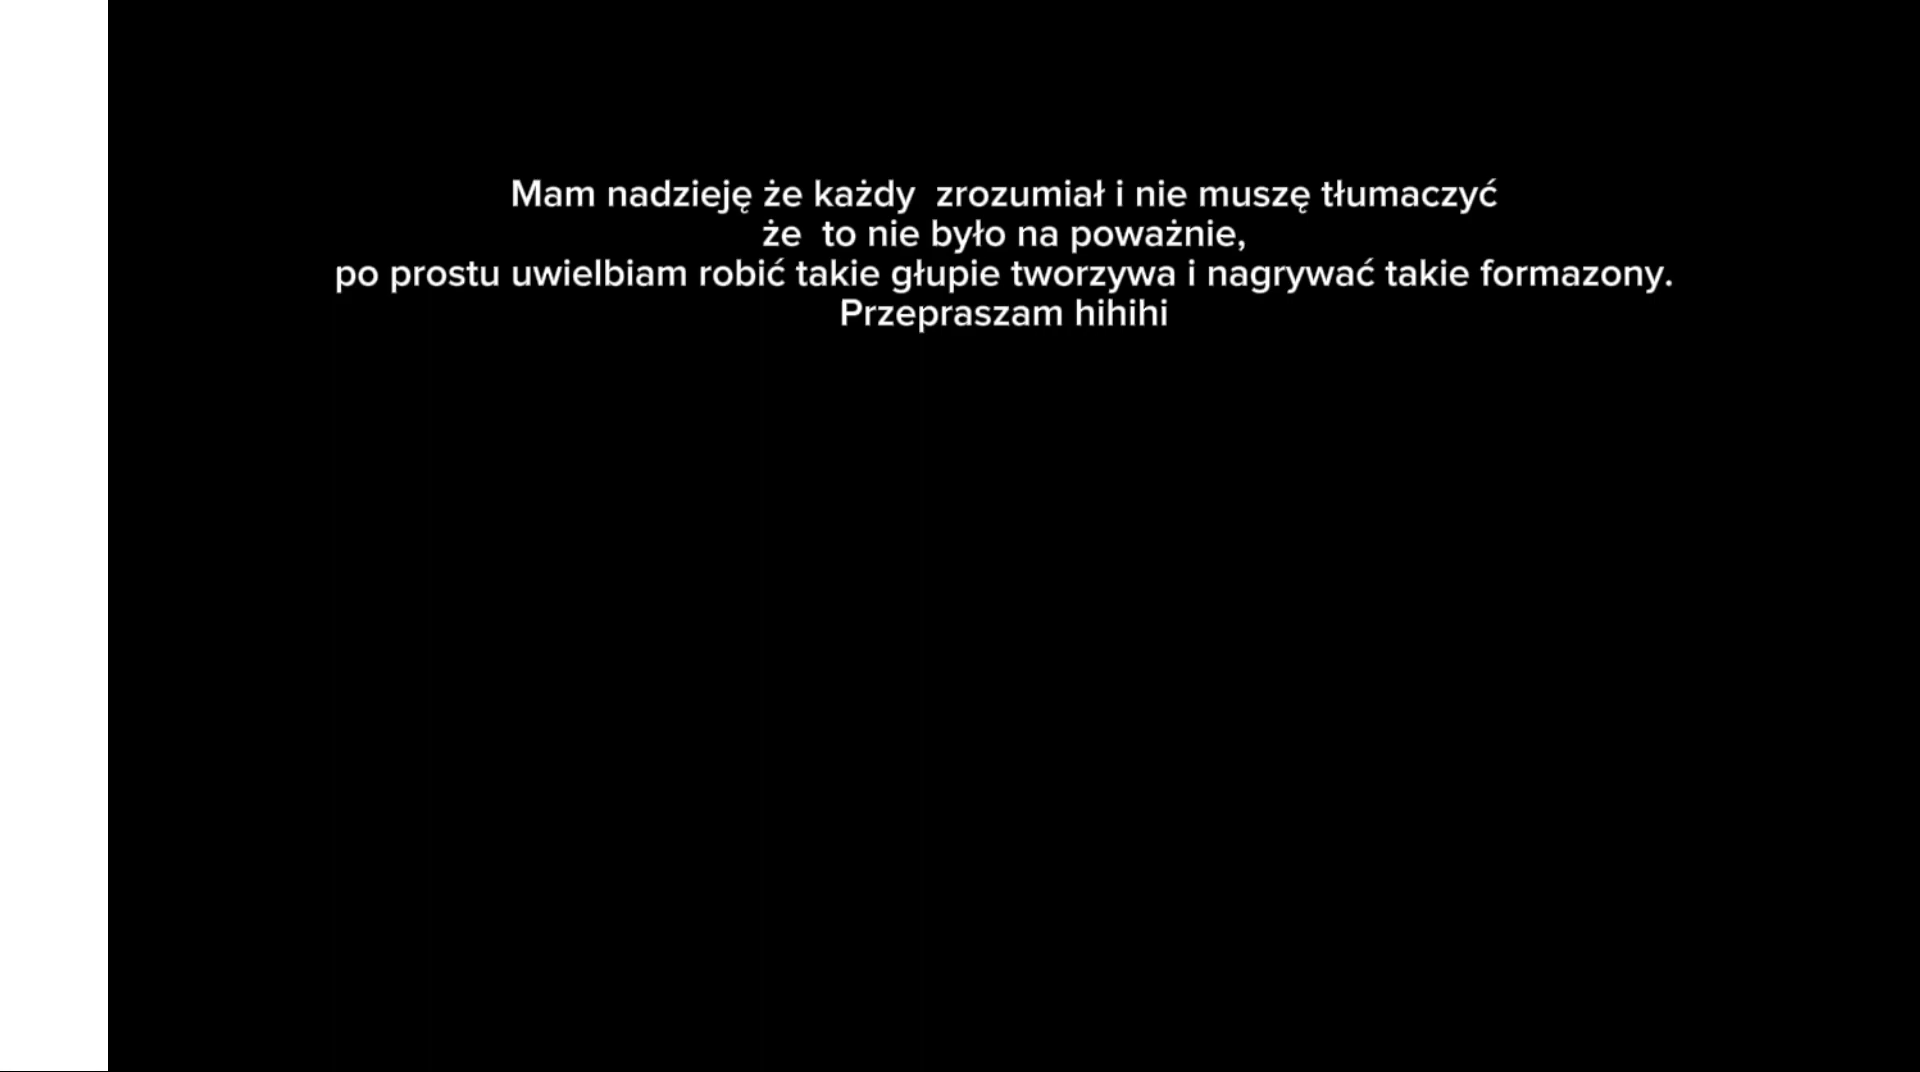 Mam nadzieję że każdy  zrozumiał i nie muszę tłumaczyć
że  to nie było na poważnie,
po prostu uwielbiam robić takie głupie tworzywa i nagrywać takie formazony.
Przepraszam hihihi